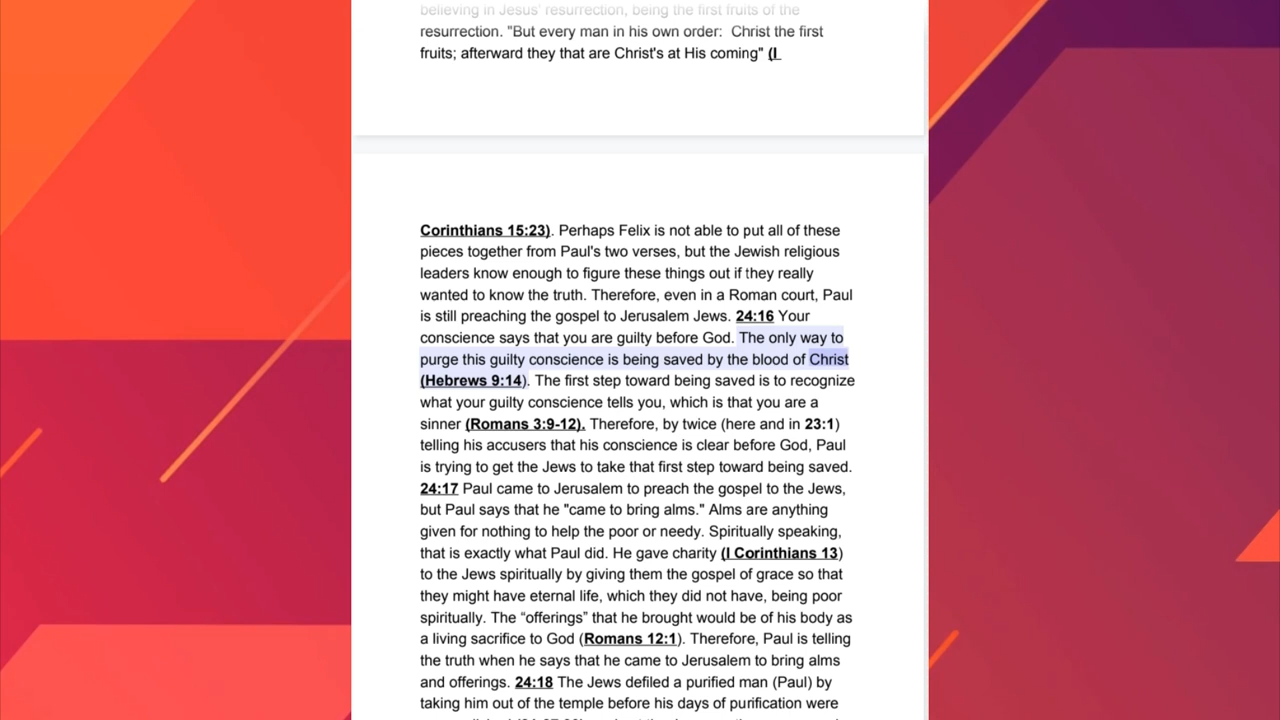 believing in Jesus' resurrection, being the first fruits of the
resurrection. "But every man in his own order:  Christ the first
fruits; afterward they that are Christ's at His coming" (I
Corinthians 15:23). Perhaps Felix is not able to put all of these
pieces together from Paul's two verses, but the Jewish religious
leaders know enough to figure these things out if they really
wanted to know the truth. Therefore, even in a Roman court, Paul
is still preaching the gospel to Jerusalem Jews. 24:16 Your
conscience says that you are guilty before God. The only way to
purge this guilty conscience is being saved by the blood of Christ
(Hebrews 9:14). The first step toward being saved is to recognize
what your guilty conscience tells you, which is that you are a
sinner (Romans 3:9-12). Therefore, by twice (here and in 23:1)
telling his accusers that his conscience is clear before God, Paul
is trying to get the Jews to take that first step toward being saved.
24:17 Paul came to Jerusalem to preach the gospel to the Jews,
but Paul says that he "came to bring alms." Alms are anything
given for nothing to help the poor or needy. Spiritually speaking,
that is exactly what Paul did. He gave charity (I Corinthians 13)
to the Jews spiritually by giving them the gospel of grace so that
they might have eternal life, which they did not have, being poor
spiritually. The “offerings” that he brought would be of his body as
a living sacrifice to God (Romans 12:1). Therefore, Paul is telling
the truth when he says that he came to Jerusalem to bring alms
and offerings. 24:18 The Jews defiled a purified man (Paul) by
taking him out of the temple before his days of purification were